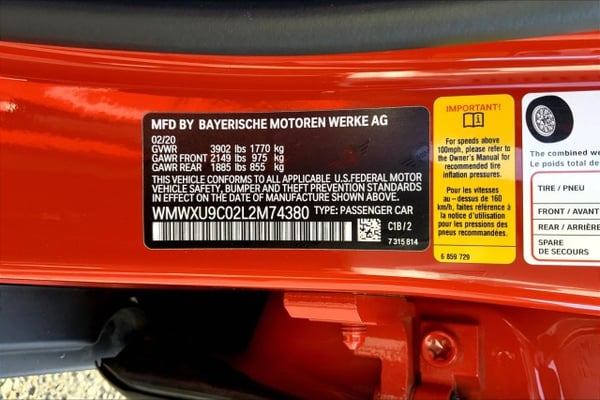 MFD BY BAYERISCHE MOTOREN WERKE AG
02/20
GVWR 3902 lbs 1770 kg
GAWR FRONT 2149 lbs 975 kg
GAWR REAR 1885 lbs 855 kg
THIS VEHICLE CONFORMS TO ALL APPLICABLE U.S.FEDERAL MOTOR
VEHICLE SAFETY, BUMPER AND THEFT PREVENTION STANDARDS
IN EFFECT ON THE DATE OF MANUFACTURE SHOWN ABOVE.
WMWXU9C02L2M74380 TYPE: PASSENGER CAR
C1B / 2
7 315 814
IMPORTANT!
For speeds above
100mph, please refer to
the Owner's Manual for
recommended tire
inflation pressures.
Pour les vitesses
au-dessus de 160
km/h, faites référence à
votre notice d'utilisation
pour les pressions des
pneus recommandées.
6 859 729
The co
Le poids total de
TIRE / PNEU
FRONT / AVANT
REAR / ARRIÈRE
SPARE
DE SECOURS